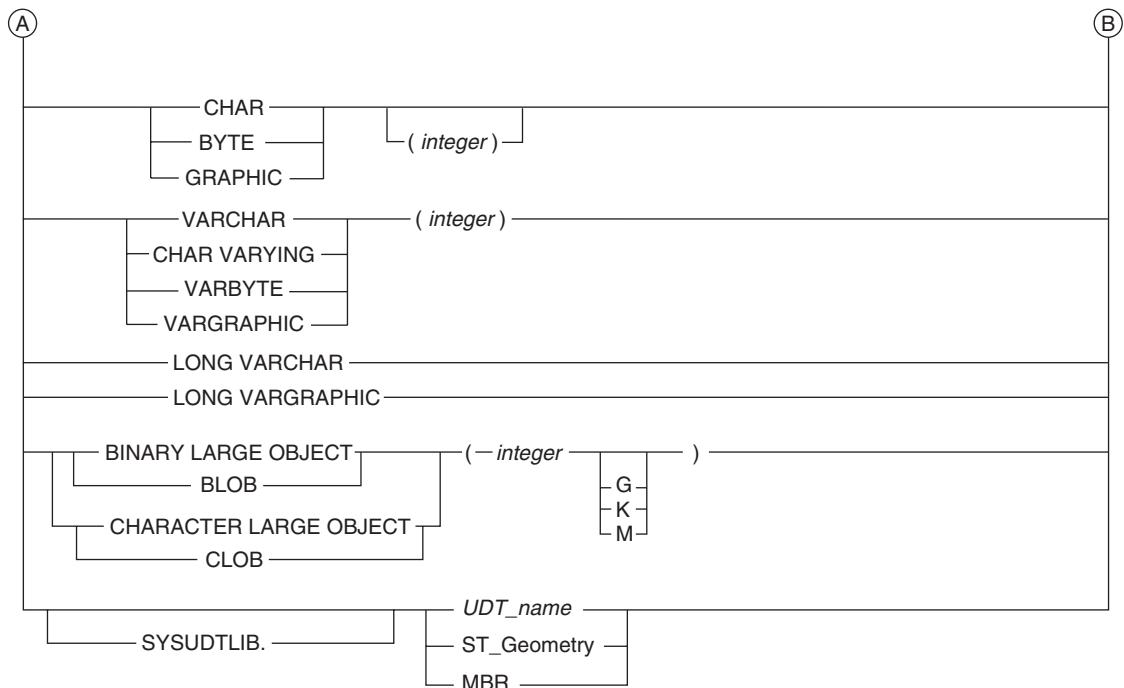 A B
CHAR
BYTE ( integer )
GRAPHIC
VARCHAR ( integer )
CHAR VARYING
VARBYTE
VARGRAPHIC
LONG VARCHAR
LONG VARGRAPHIC
BINARY LARGE OBJECT ( integer )
BLOB G
K
CHARACTER LARGE OBJECT M
CLOB
UDT_name
SYSUDTLIB. ST_Geometry
MBR